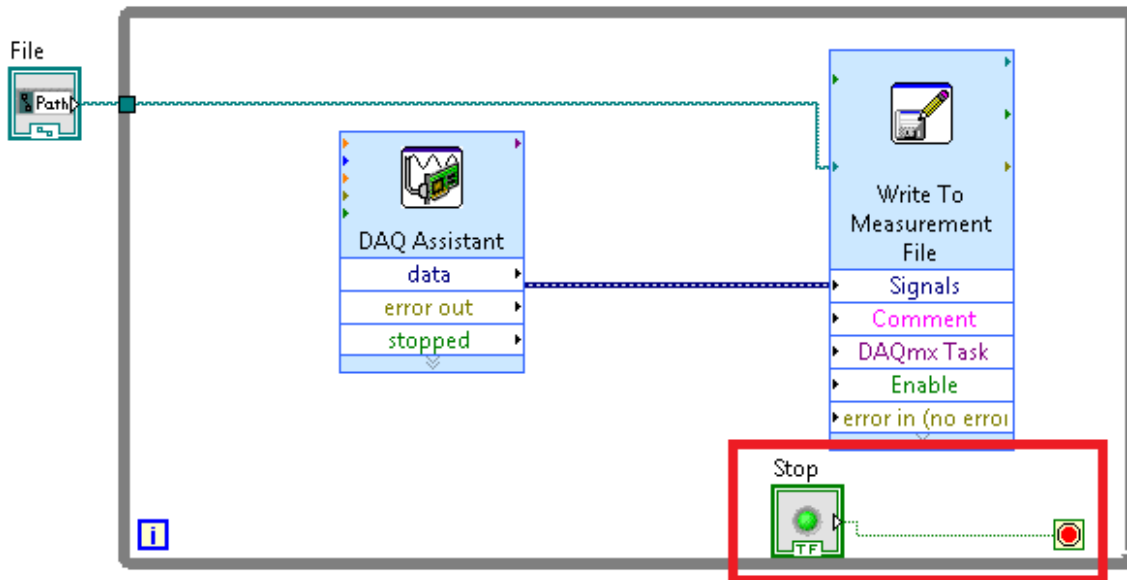 File
Path
DAQ Assistant
data
error out
stopped
Write To
Measurement
File
Signals
Comment
DAQmx Task
Enable
error in (no error
Stop
TF
i